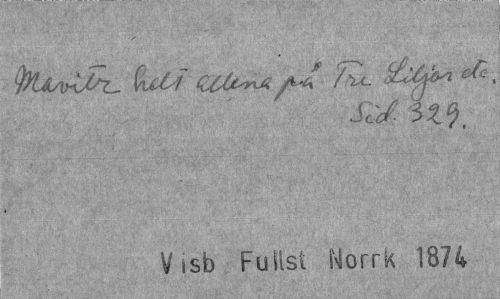 Mavitz helt allena på Tre Liljor etc.
Sid. 329.
Visb Fullst Norrk 1874